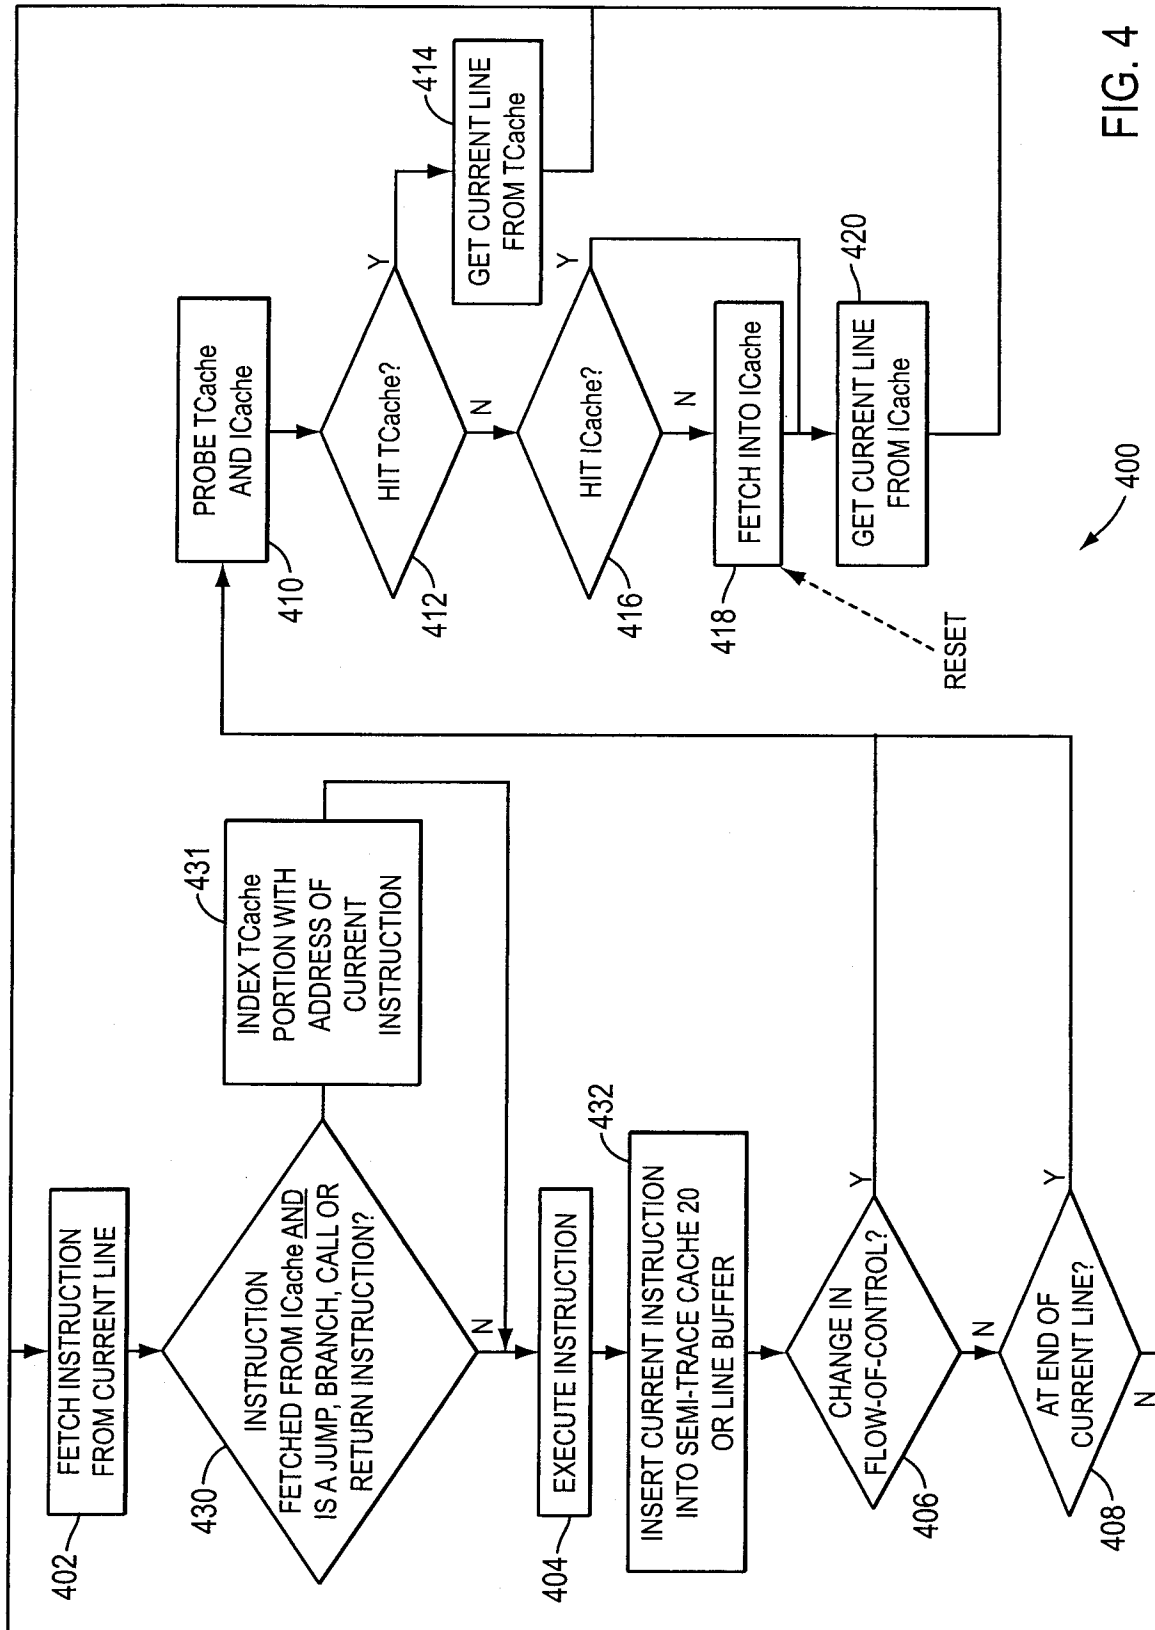 402
FETCH INSTRUCTION
FROM CURRENT LINE
430
INSTRUCTION
FETCHED FROM ICache AND
IS A JUMP, BRANCH, CALL OR
RETURN INSTRUCTION?
N
431
INDEX TCache
PORTION WITH
ADDRESS OF
CURRENT
INSTRUCTION
404
EXECUTE INSTRUCTION
432
INSERT CURRENT INSTRUCTION
INTO SEMI-TRACE CACHE 20
OR LINE BUFFER
406
CHANGE IN
FLOW-OF-CONTROL?
Y
N
408
AT END OF
CURRENT LINE?
Y
N
410
PROBE TCache
AND ICache
412
HIT TCache?
Y
N
414
GET CURRENT LINE
FROM TCache
416
HIT ICache?
Y
N
418
FETCH INTO ICache
RESET
420
GET CURRENT LINE
FROM ICache
400
FIG. 4